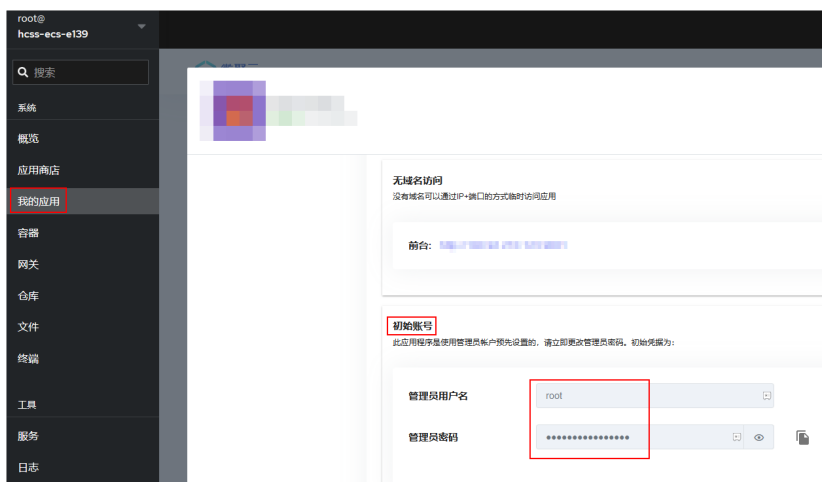 root@
hcss-ecs-e139
搜索
系统
概览
应用商店
我的应用
容器
网关
仓库
文件
终端
工具
服务
日志
无域名访问
没有域名可以通过IP+端口的方式临时访问应用
前台:
初始账号
此应用程序是使用管理员帐户预先设置的，请立即更改管理员密码。初始凭据为:
管理员用户名
root
管理员密码
••••••••••••••••